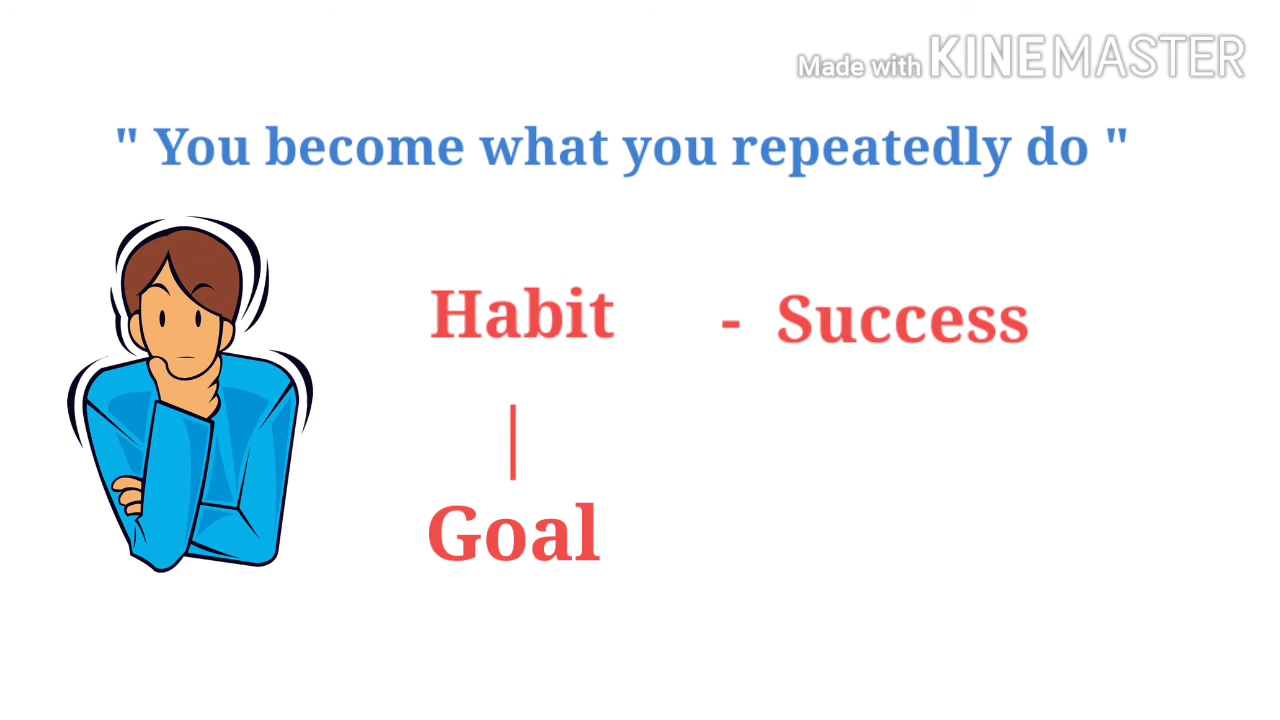 Made with KINEMASTER
" You become what you repeatedly do "
Habit - Success
|
Goal